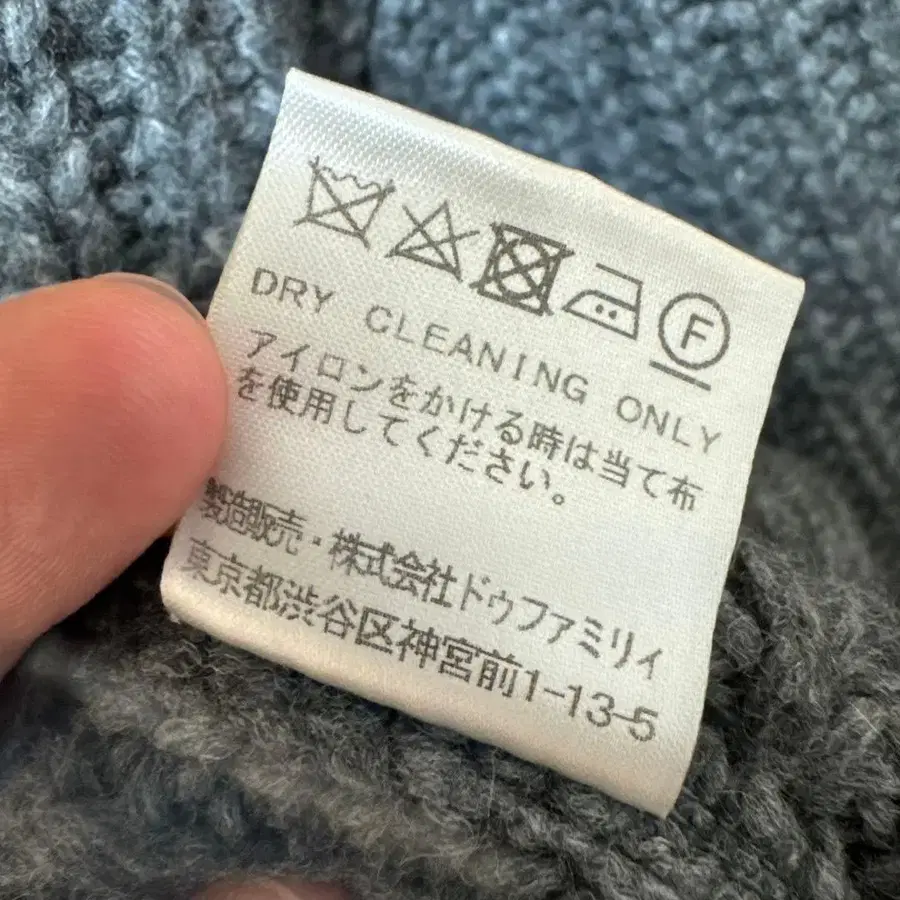 F
DRY CLEANING ONLY
アイロンをかける時は当て布
を使用してください。
製造販売・株式会社ドゥファミリィ
東京都渋谷区神宮前1-13-5